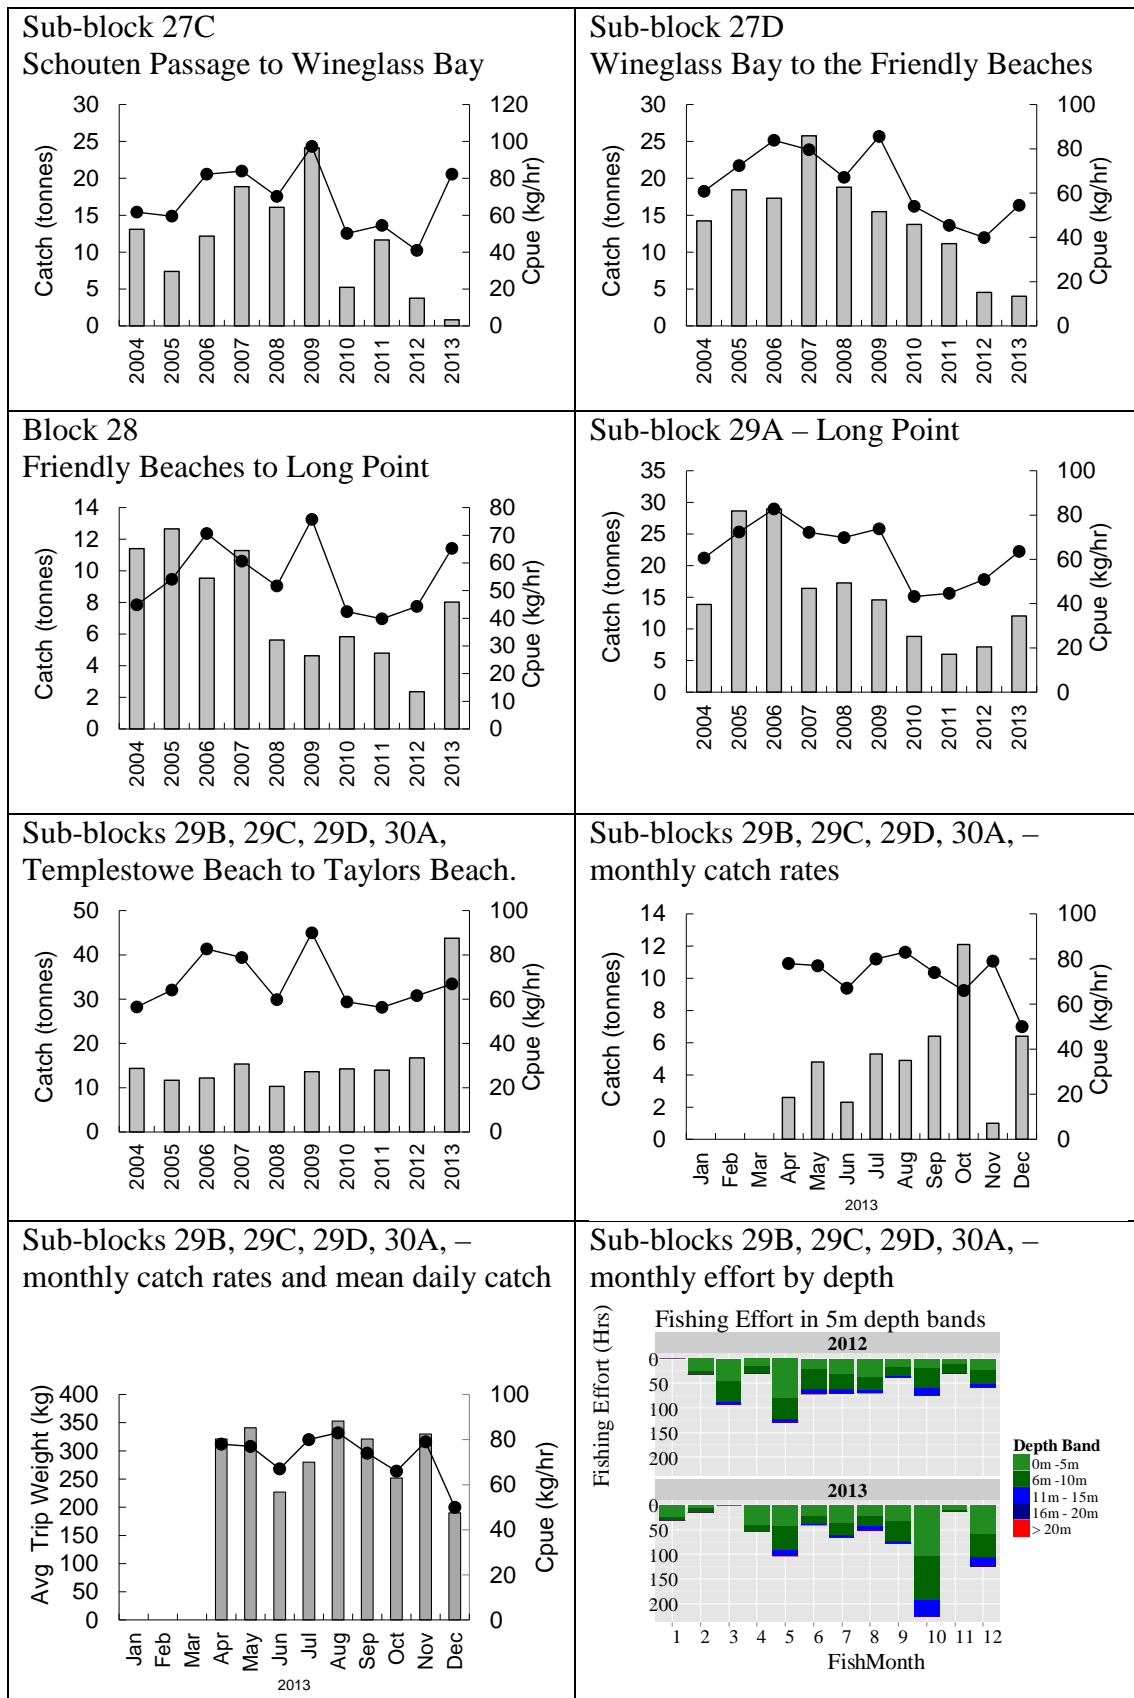 Sub-block 27C
Schouten Passage to Wineglass Bay
30
25
20
15
10
5
0
Catch (tonnes)
120
100
80
60
40
20
0
Cpue (kg/hr)
2004
2005
2006
2007
2008
2009
2010
2011
2012
2013
Sub-block 27D
Wineglass Bay to the Friendly Beaches
30
25
20
15
10
5
0
Catch (tonnes)
100
80
60
40
20
0
Cpue (kg/hr)
2004
2005
2006
2007
2008
2009
2010
2011
2012
2013
Block 28
Friendly Beaches to Long Point
14
12
10
8
6
4
2
0
Catch (tonnes)
80
70
60
50
40
30
20
10
0
Cpue (kg/hr)
2004
2005
2006
2007
2008
2009
2010
2011
2012
2013
Sub-block 29A – Long Point
35
30
25
20
15
10
5
0
Catch (tonnes)
100
80
60
40
20
0
Cpue (kg/hr)
2004
2005
2006
2007
2008
2009
2010
2011
2012
2013
Sub-blocks 29B, 29C, 29D, 30A,
Templestowe Beach to Taylors Beach.
50
40
30
20
10
0
Catch (tonnes)
100
80
60
40
20
0
Cpue (kg/hr)
2004
2005
2006
2007
2008
2009
2010
2011
2012
2013
Sub-blocks 29B, 29C, 29D, 30A, –
monthly catch rates
14
12
10
8
6
4
2
0
Catch (tonnes)
100
80
60
40
20
0
Cpue (kg/hr)
Jan
Feb
Mar
Apr
May
Jun
Jul
Aug
Sep
Oct
Nov
Dec
2013
Sub-blocks 29B, 29C, 29D, 30A, –
monthly catch rates and mean daily catch
400
350
300
250
200
150
100
50
0
Avg Trip Weight (kg)
100
80
60
40
20
0
Cpue (kg/hr)
Jan
Feb
Mar
Apr
May
Jun
Jul
Aug
Sep
Oct
Nov
Dec
2013
Sub-blocks 29B, 29C, 29D, 30A, –
monthly effort by depth
Fishing Effort in 5m depth bands
Fishing Effort (Hrs)
2012
0
50
100
150
200
2013
0
50
100
150
200
1 2 3 4 5 6 7 8 9 10 11 12
FishMonth
Depth Band
0m -5m
6m -10m
11m - 15m
16m - 20m
> 20m